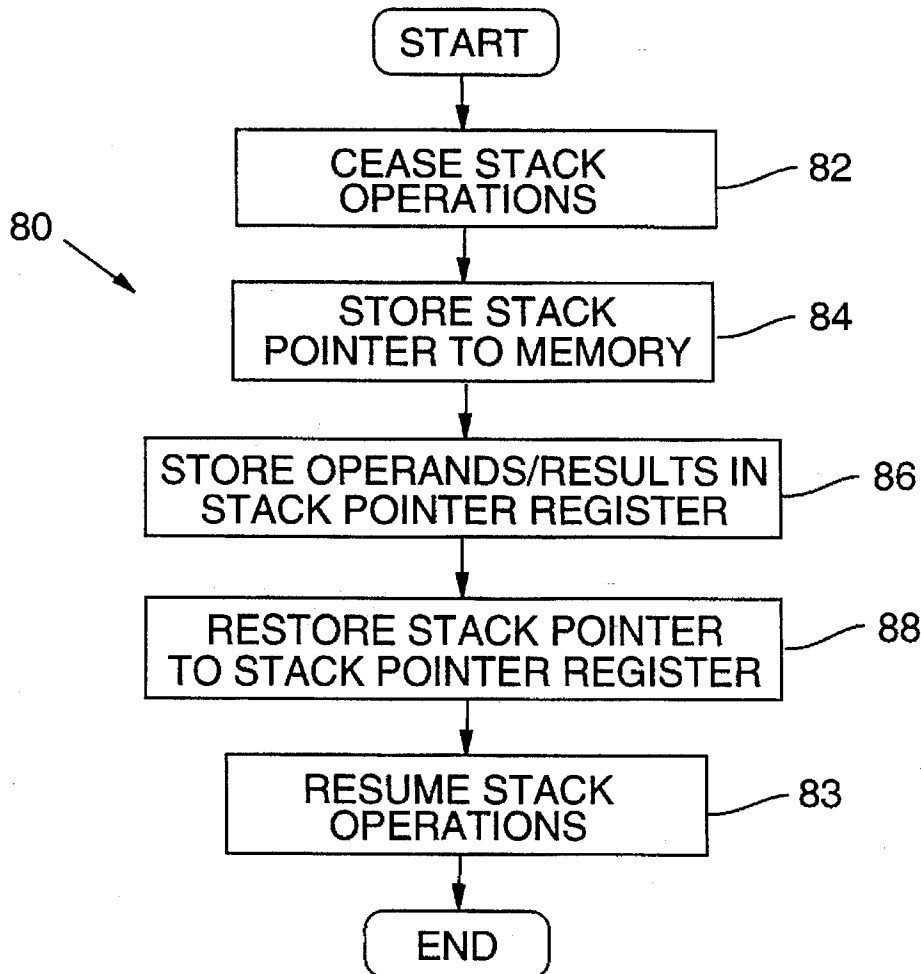 START
CEASE STACK
OPERATIONS
82
80
STORE STACK
POINTER TO MEMORY
84
STORE OPERANDS/RESULTS IN
STACK POINTER REGISTER
86
RESTORE STACK POINTER
TO STACK POINTER REGISTER
88
RESUME STACK
OPERATIONS
83
END